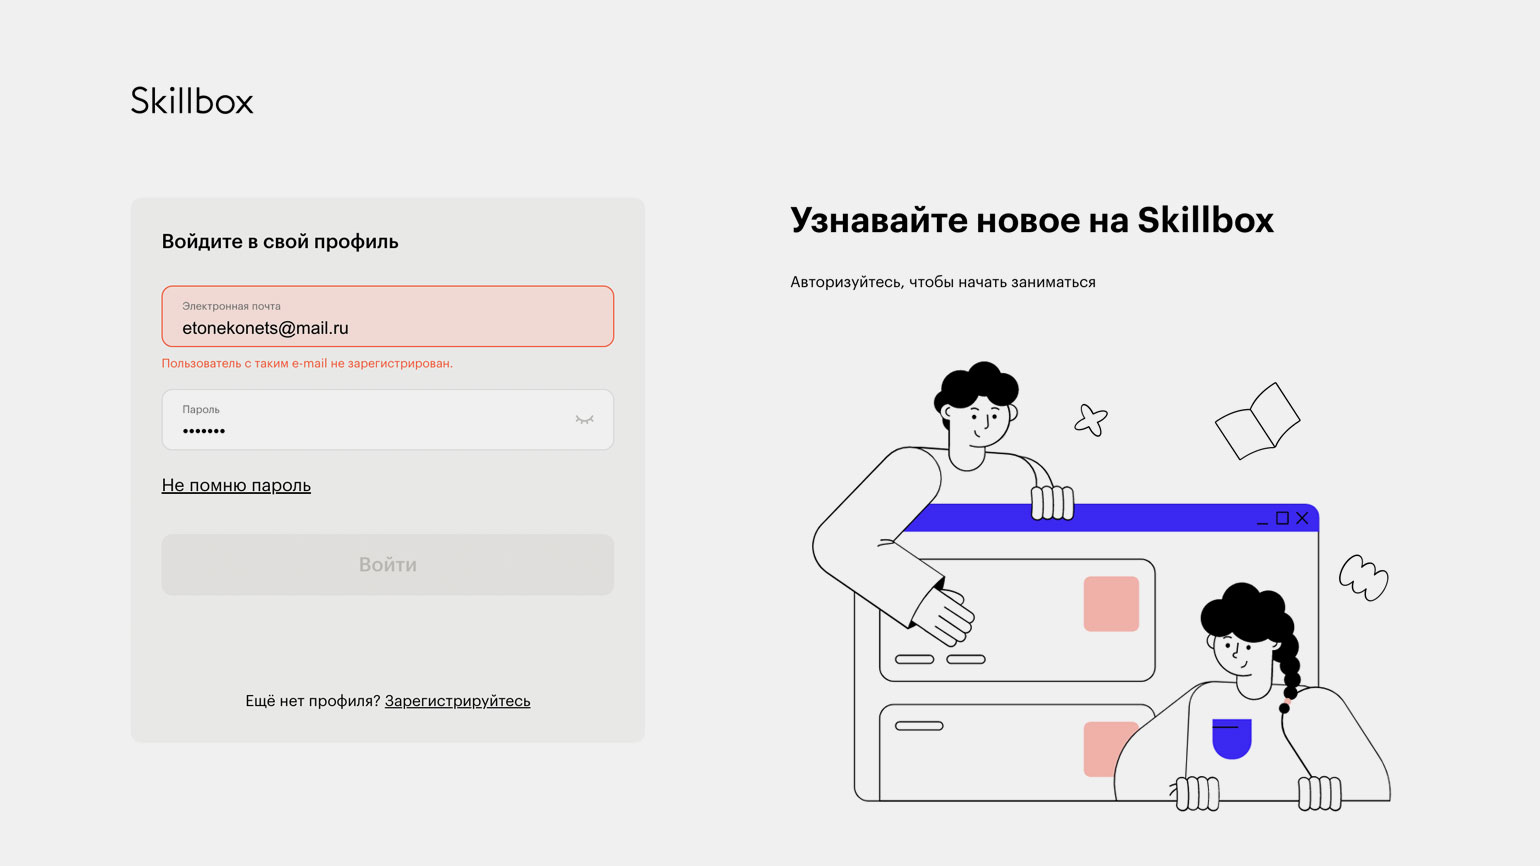 Skillbox
Войдите в свой профиль
Электронная почта
etonekonets@mail.ru
Пользователь с таким e-mail не зарегистрирован.
Пароль
•••••••
Не помню пароль
Войти
Ещё нет профиля? Зарегистрируйтесь
Узнавайте новое на Skillbox
Авторизуйтесь, чтобы начать заниматься